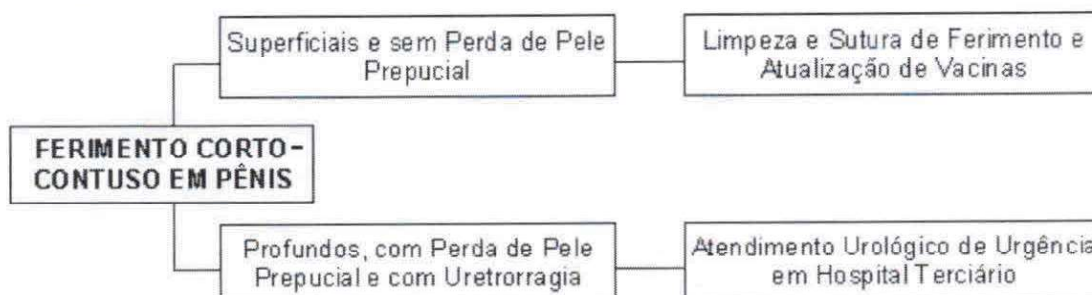 Superficiais e sem Perda de Pele
Prepucial
Limpeza e Sutura de Ferimento e
Atualização de Vacinas
FERIMENTO CORTO-
CONTUSO EM PÊNIS
Profundos, com Perda de Pele
Prepucial e com Uretrorragia
Atendimento Urológico de Urgência
em Hospital Terciário